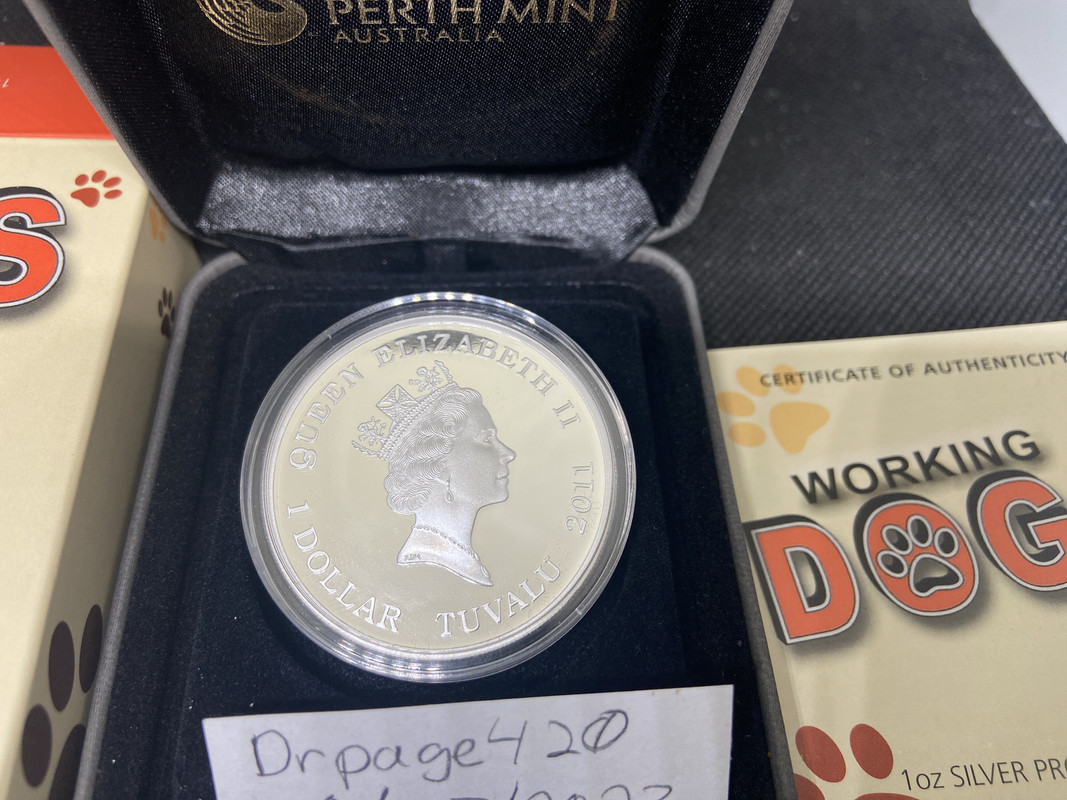 PERTH MINT
AUSTRALIA
S
QUEEN ELIZABETH II
1 DOLLAR TUVALU 2011
CERTIFICATE OF AUTHENTICITY
WORKING
DOG
1oz SILVER PRO
Drpage420